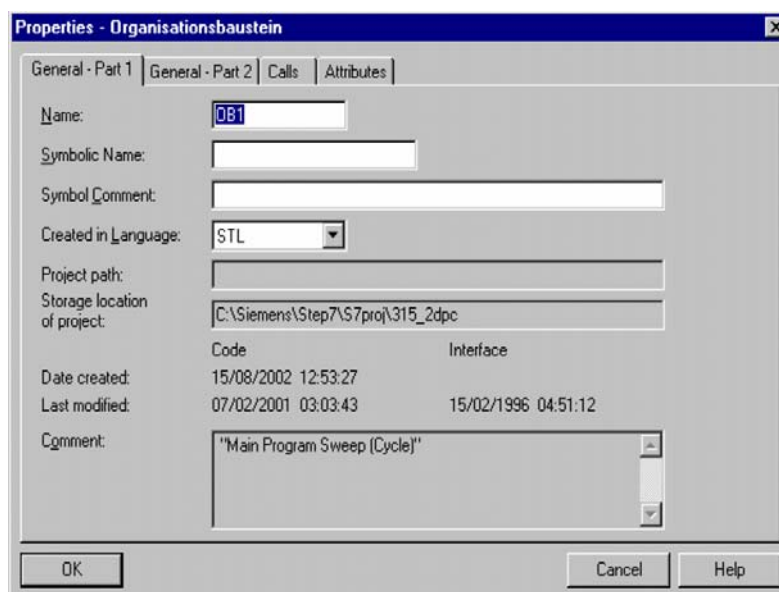 Properties - Organisationsbaustein
General - Part 1 General - Part 2 Calls Attributes
Name: OB1
Symbolic Name:
Symbol Comment:
Created in Language: STL
Project path:
Storage location
of project: C:\Siemens\Step7\S7proj\315_2dpc
Code Interface
Date created: 15/08/2002 12:53:27
Last modified: 07/02/2001 03:03:43 15/02/1996 04:51:12
Comment: "Main Program Sweep (Cycle)"
OK Cancel Help